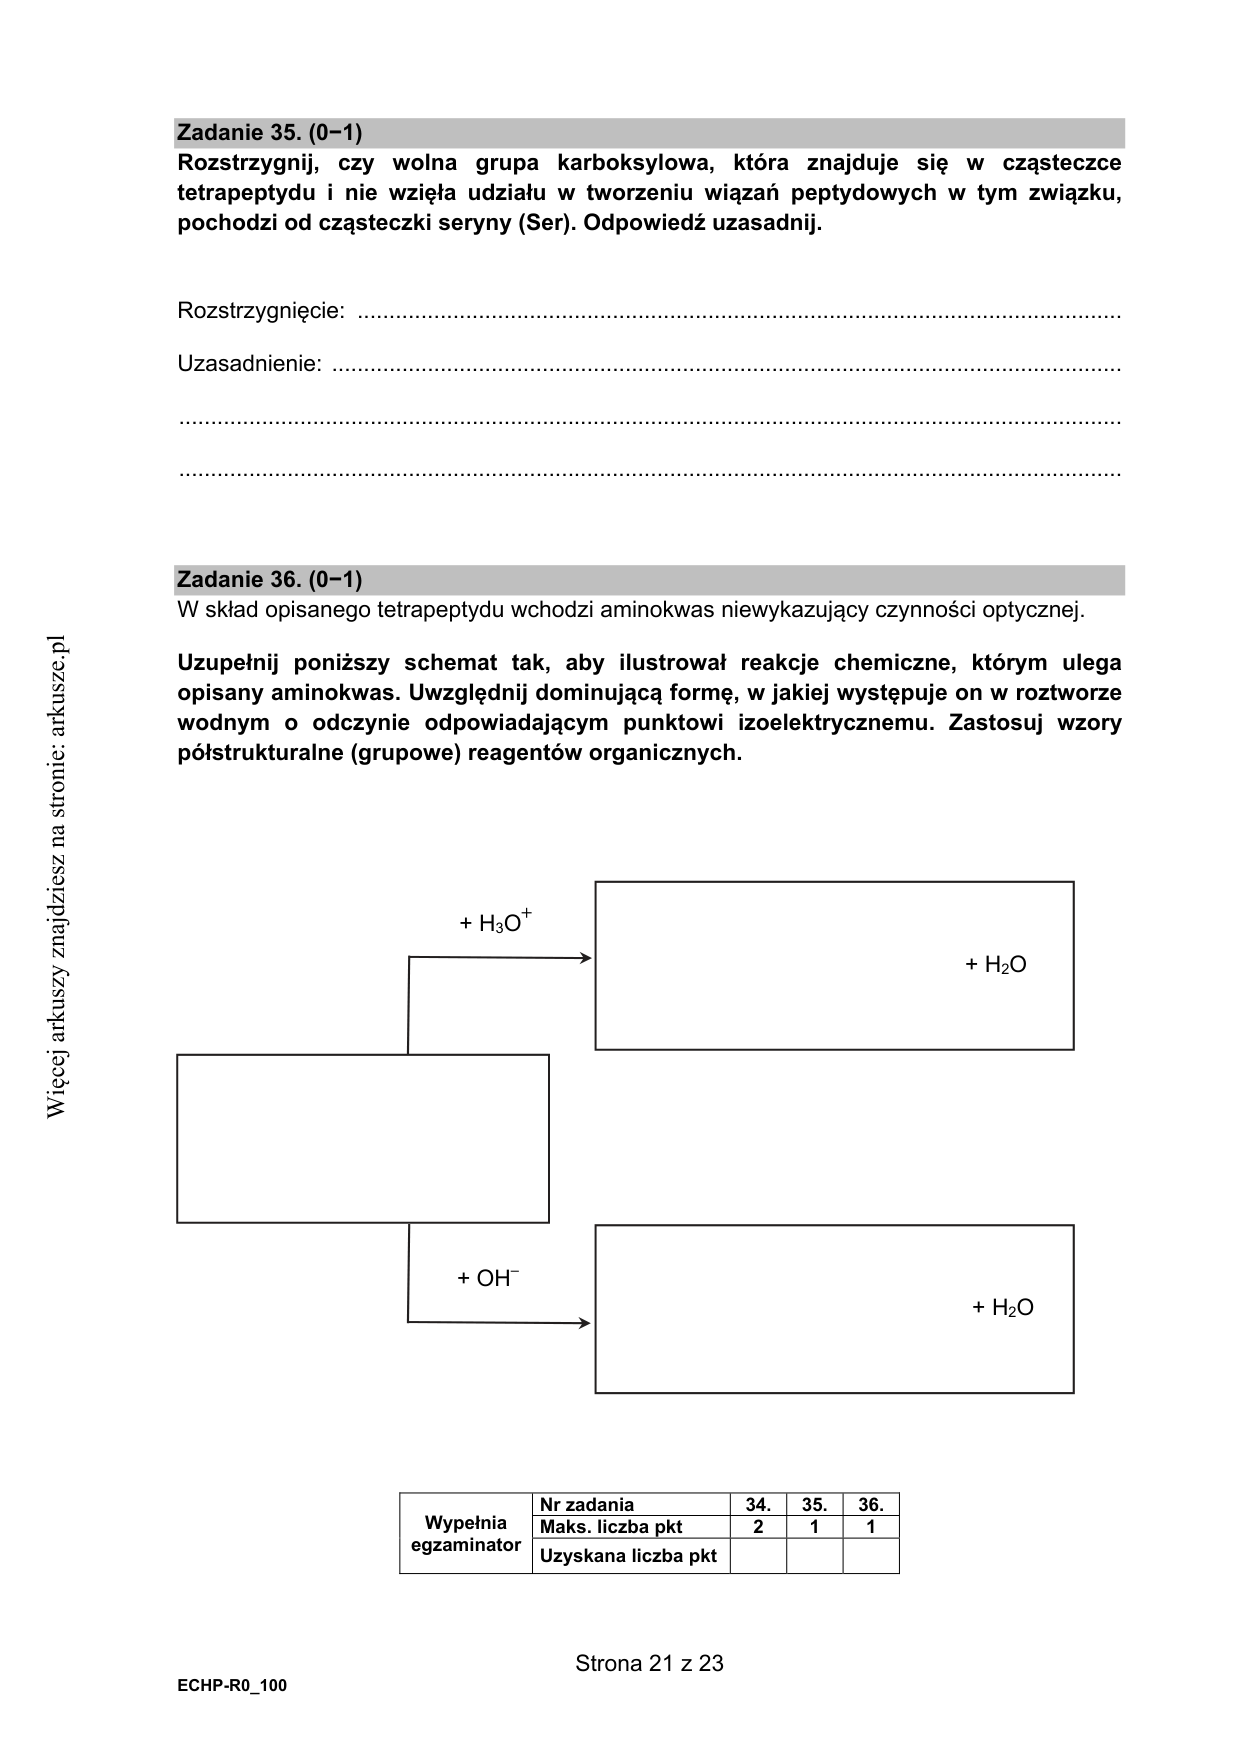 Zadanie 35. (0−1)
Rozstrzygnij, czy wolna grupa karboksylowa, która znajduje się w cząsteczce
tetrapeptydu i nie wzięła udziału w tworzeniu wiązań peptydowych w tym związku,
pochodzi od cząsteczki seryny (Ser). Odpowiedź uzasadnij.
Rozstrzygnięcie: ........................................................................................................................
Uzasadnienie: ............................................................................................................................
....................................................................................................................................................
....................................................................................................................................................
Zadanie 36. (0−1)
W skład opisanego tetrapeptydu wchodzi aminokwas niewykazujący czynności optycznej.
Uzupełnij poniższy schemat tak, aby ilustrował reakcje chemiczne, którym ulega
opisany aminokwas. Uwzględnij dominującą formę, w jakiej występuje on w roztworze
wodnym o odczynie odpowiadającym punktowi izoelektrycznemu. Zastosuj wzory
półstrukturalne (grupowe) reagentów organicznych.
+ H₃O⁺
+ H₂O
+ OH⁻
+ H₂O
Wypełnia egzaminator
Nr zadania 34. 35. 36.
Maks. liczba pkt 2 1 1
Uzyskana liczba pkt
Strona 21 z 23
ECHP-R0_100
Więcej arkuszy znajdziesz na stronie: arkusze.pl